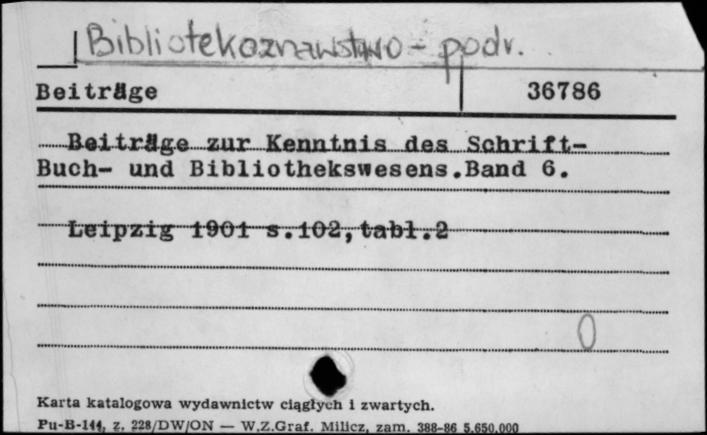 Bibliotekoznawstwo - podr.
Beiträge 36786
Beiträge zur Kenntnis des Schrift-
Buch- und Bibliothekswesens.Band 6.
Leipzig 1901 s.102,tabl.2
0
Karta katalogowa wydawnictw ciągłych i zwartych.
Pu-B-144, z. 228/DW/ON — W.Z.Graf. Milicz, zam. 388-86 5.650.000